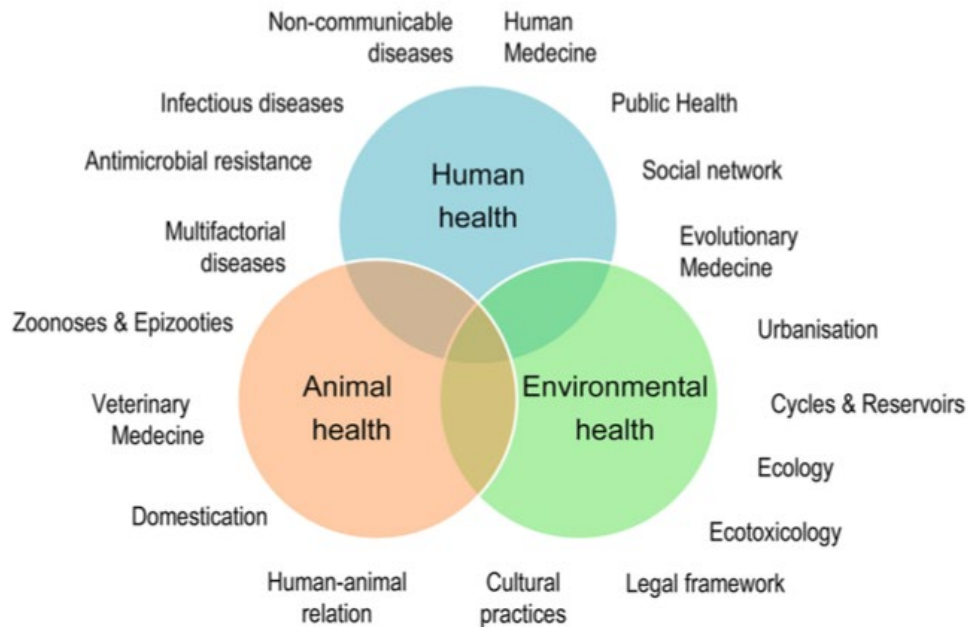 Non-communicable
diseases
Human
Medecine
Infectious diseases
Public Health
Antimicrobial resistance
Social network
Human
health
Multifactorial
diseases
Evolutionary
Medecine
Zoonoses & Epizooties
Urbanisation
Animal
health
Environmental
health
Veterinary
Medecine
Cycles & Reservoirs
Ecology
Domestication
Ecotoxicology
Human-animal
relation
Cultural
practices
Legal framework